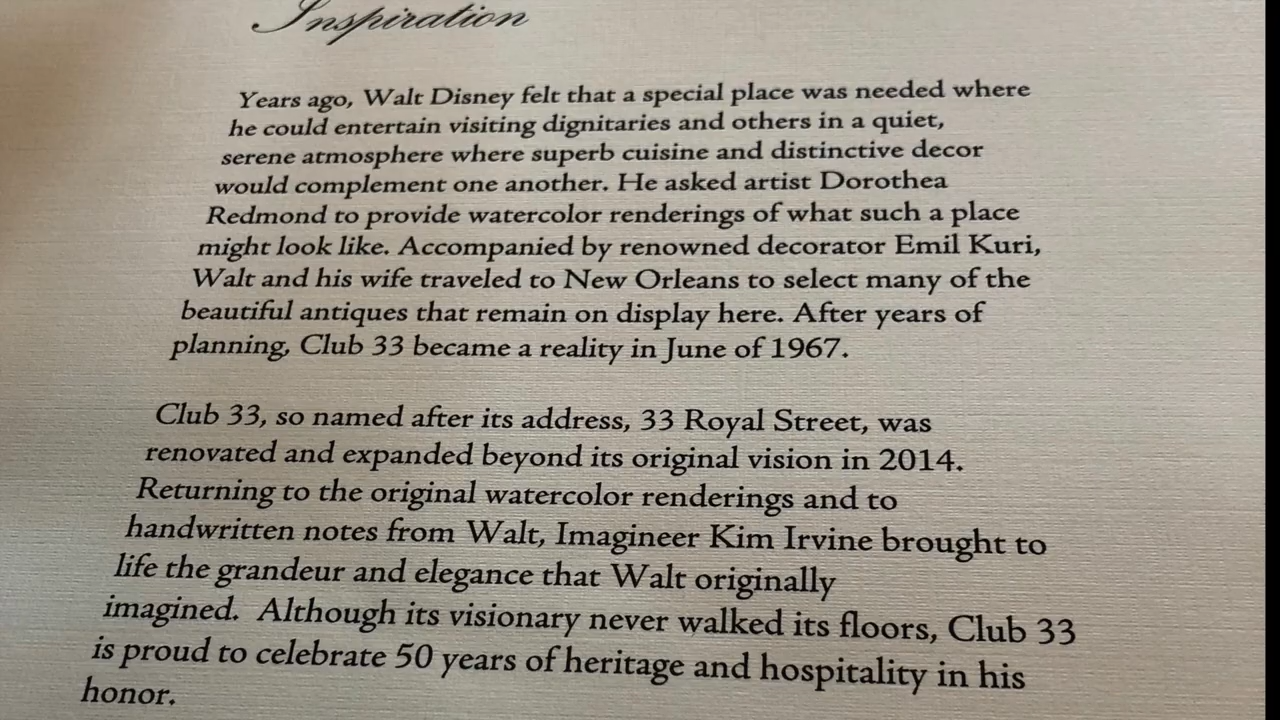 Inspiration
Years ago, Walt Disney felt that a special place was needed where
he could entertain visiting dignitaries and others in a quiet,
serene atmosphere where superb cuisine and distinctive decor
would complement one another. He asked artist Dorothea
Redmond to provide watercolor renderings of what such a place
might look like. Accompanied by renowned decorator Emil Kuri,
Walt and his wife traveled to New Orleans to select many of the
beautiful antiques that remain on display here. After years of
planning, Club 33 became a reality in June of 1967.
Club 33, so named after its address, 33 Royal Street, was
renovated and expanded beyond its original vision in 2014.
Returning to the original watercolor renderings and to
handwritten notes from Walt, Imagineer Kim Irvine brought to
life the grandeur and elegance that Walt originally
imagined.  Although its visionary never walked its floors, Club 33
is proud to celebrate 50 years of heritage and hospitality in his
honor.